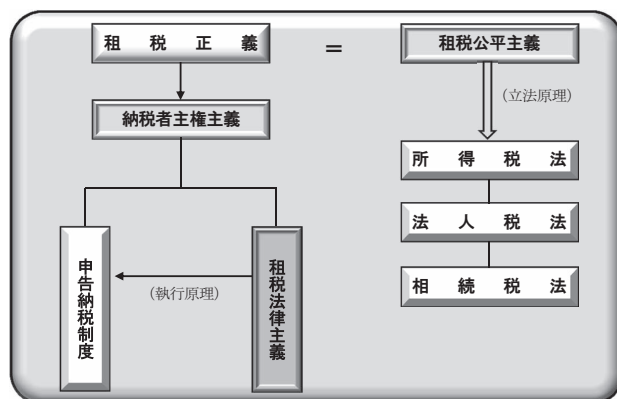 租税正義
＝
租税公平主義
(立法原理)
納税者主権主義
所得税法
法人税法
相続税法
申告納税制度
(執行原理)
租税法律主義